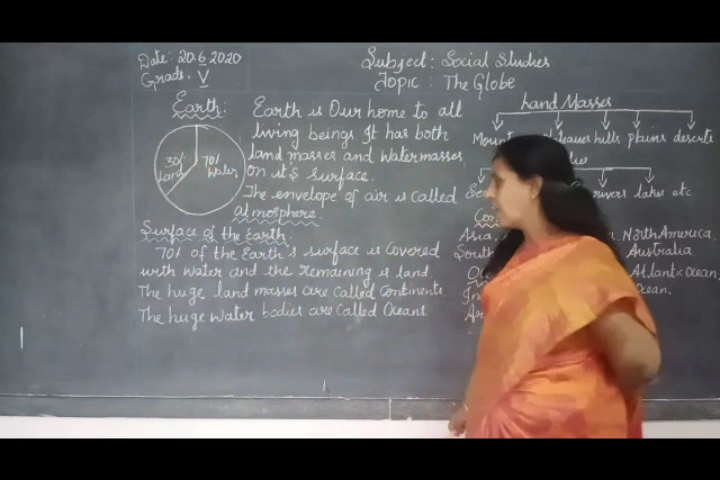 Date: 20.6.2020
Grade. V
Subject: Social Studies
Topic: The Globe
Earth:
30% Land
70% Water
Earth is Our home to all
living beings. It has both
land masses and Watermasses
on it's surface.
The envelope of air is called
atmosphere.
Surface of the Earth:
70% of the Earth's surface is Covered
with Water and the remaining is land.
The huge land masses are called Continents.
The huge Water bodies are called Oceans
Land Masses
hills plains deserts
rivers lakes etc
Asia, North America
South Australia
Atlantic Ocean
Ocean.